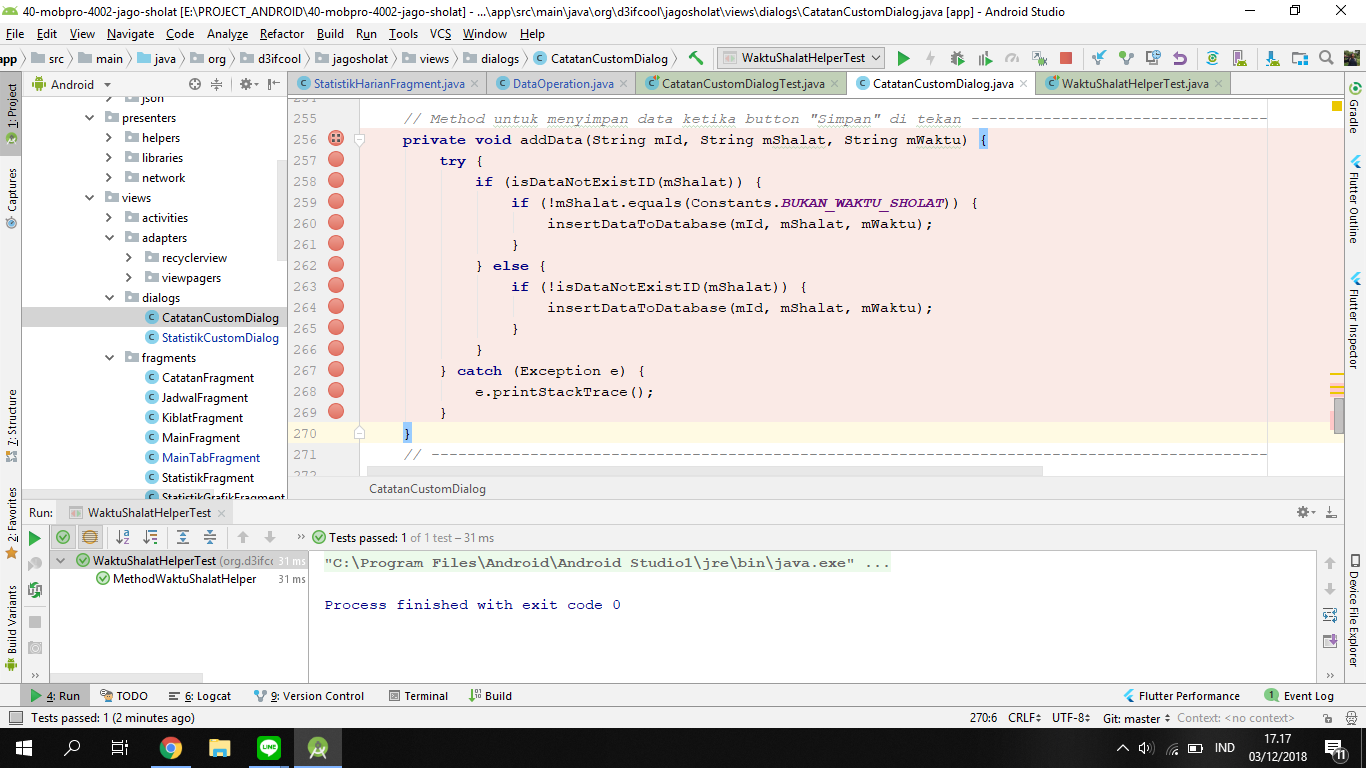 40-mobpro-4002-jago-sholat [E:\PROJECT_ANDROID\40-mobpro-4002-jago-sholat] - ...\app\src\main\java\org\d3ifcool\jagosholat\views\dialogs\CatatanCustomDialog.java [app] - Android Studio
File Edit View Navigate Code Analyze Refactor Build Run Tools VCS Window Help
app src main java org d3ifcool jagosholat views dialogs CatatanCustomDialog WaktuShalatHelperTest
Android StatistikHarianFragment.java DataOperation.java CatatanCustomDialogTest.java CatatanCustomDialog.java WaktuShalatHelperTest.java
1: Project
Captures
7: Structure
2: Favorites
Build Variants
json
presenters
helpers
libraries
network
views
activities
adapters
recyclerview
viewpagers
dialogs
CatatanCustomDialog
StatistikCustomDialog
fragments
CatatanFragment
JadwalFragment
KiblatFragment
MainFragment
MainTabFragment
StatistikFragment
StatistikGrafikFragment
255 // Method untuk menyimpan data ketika button "Simpan" di tekan ---------------------------------
256 private void addData(String mId, String mShalat, String mWaktu) {
257 try {
258 if (isDataNotExistID(mShalat)) {
259 if (!mShalat.equals(Constants.BUKAN_WAKTU_SHOLAT)) {
260 insertDataToDatabase(mId, mShalat, mWaktu);
261 }
262 } else {
263 if (!isDataNotExistID(mShalat)) {
264 insertDataToDatabase(mId, mShalat, mWaktu);
265 }
266 }
267 } catch (Exception e) {
268 e.printStackTrace();
269 }
270 }
271 // ---------------------------------------------------------------------------------------------
272
CatatanCustomDialog
Gradle
Flutter Outline
Flutter Inspector
Device File Explorer
Run: WaktuShalatHelperTest
Tests passed: 1 of 1 test – 31 ms
WaktuShalatHelperTest (org.d3ifcc 31 ms
MethodWaktuShalatHelper 31 ms
"C:\Program Files\Android\Android Studio1\jre\bin\java.exe" ...
Process finished with exit code 0
4: Run TODO 6: Logcat 9: Version Control Terminal Build Flutter Performance 1 Event Log
Tests passed: 1 (2 minutes ago) 270:6 CRLF UTF-8 Git: master Context: <no context>
LINE IND 17.17
03/12/2018 11